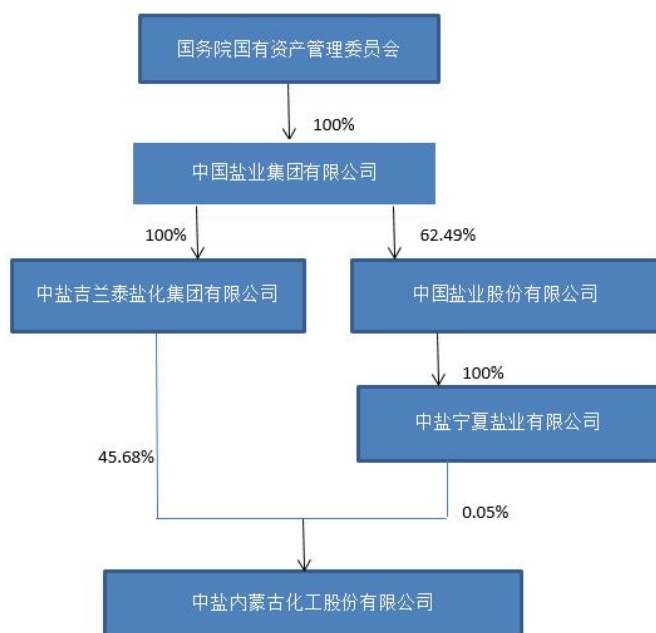 国务院国有资产管理委员会
100%
中国盐业集团有限公司
100%
62.49%
中盐吉兰泰盐化集团有限公司
中国盐业股份有限公司
100%
中盐宁夏盐业有限公司
45.68%
0.05%
中盐内蒙古化工股份有限公司